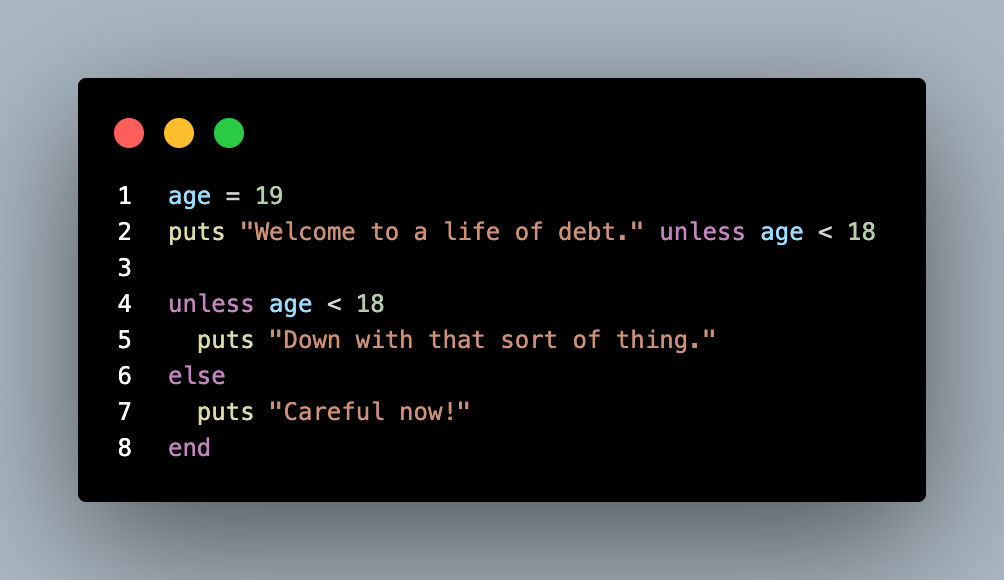 1 age = 19
2 puts "Welcome to a life of debt." unless age < 18
3
4 unless age < 18
5   puts "Down with that sort of thing."
6 else
7   puts "Careful now!"
8 end